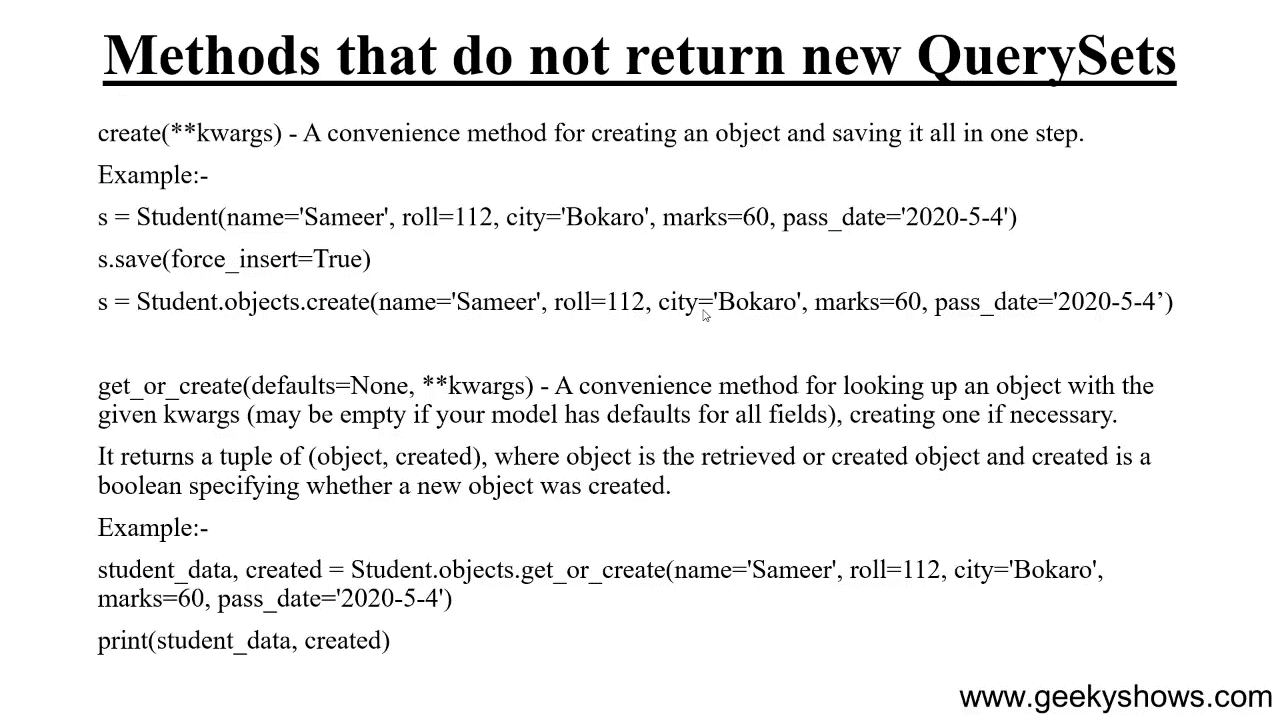 Methods that do not return new QuerySets
create(**kwargs) - A convenience method for creating an object and saving it all in one step.
Example:-
s = Student(name='Sameer', roll=112, city='Bokaro', marks=60, pass_date='2020-5-4')
s.save(force_insert=True)
s = Student.objects.create(name='Sameer', roll=112, city='Bokaro', marks=60, pass_date='2020-5-4’)
get_or_create(defaults=None, **kwargs) - A convenience method for looking up an object with the
given kwargs (may be empty if your model has defaults for all fields), creating one if necessary.
It returns a tuple of (object, created), where object is the retrieved or created object and created is a
boolean specifying whether a new object was created.
Example:-
student_data, created = Student.objects.get_or_create(name='Sameer', roll=112, city='Bokaro',
marks=60, pass_date='2020-5-4')
print(student_data, created)
www.geekyshows.com